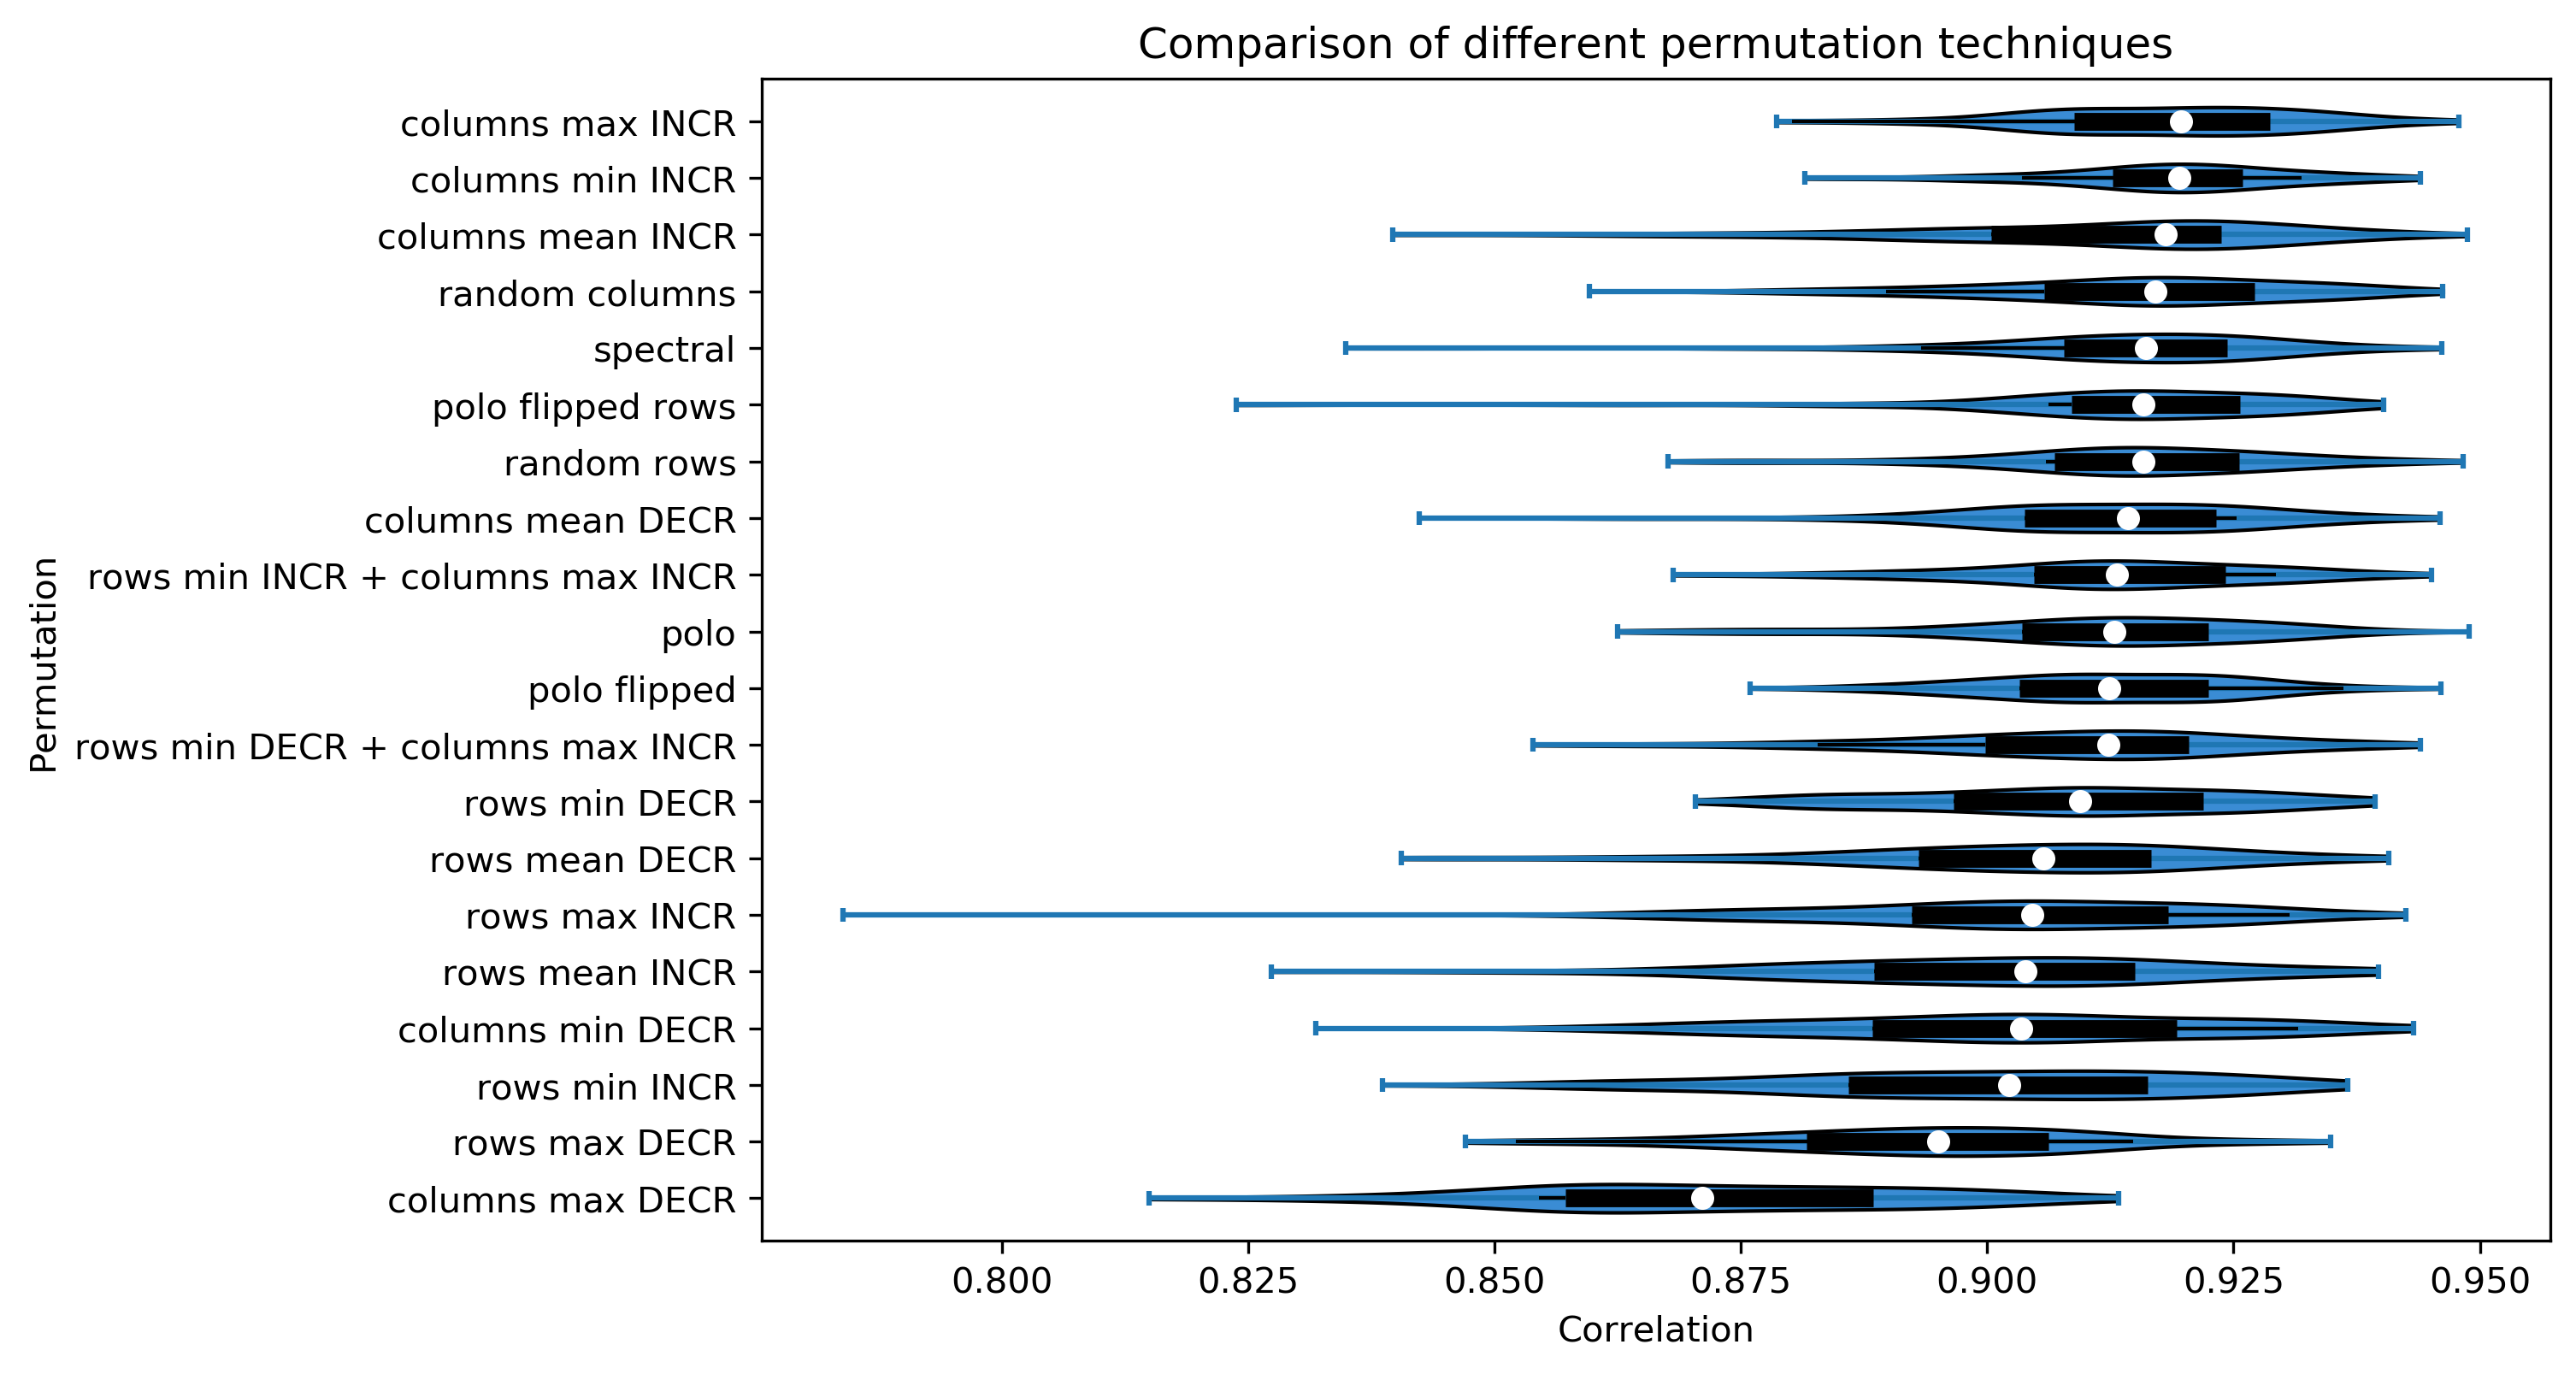 Comparison of different permutation techniques
columns max INCR
columns min INCR
columns mean INCR
random columns
spectral
polo flipped rows
random rows
columns mean DECR
rows min INCR + columns max INCR
polo
polo flipped
rows min DECR + columns max INCR
rows min DECR
rows mean DECR
rows max INCR
rows mean INCR
columns min DECR
rows min INCR
rows max DECR
columns max DECR
Permutation
0.800 0.825 0.850 0.875 0.900 0.925 0.950
Correlation